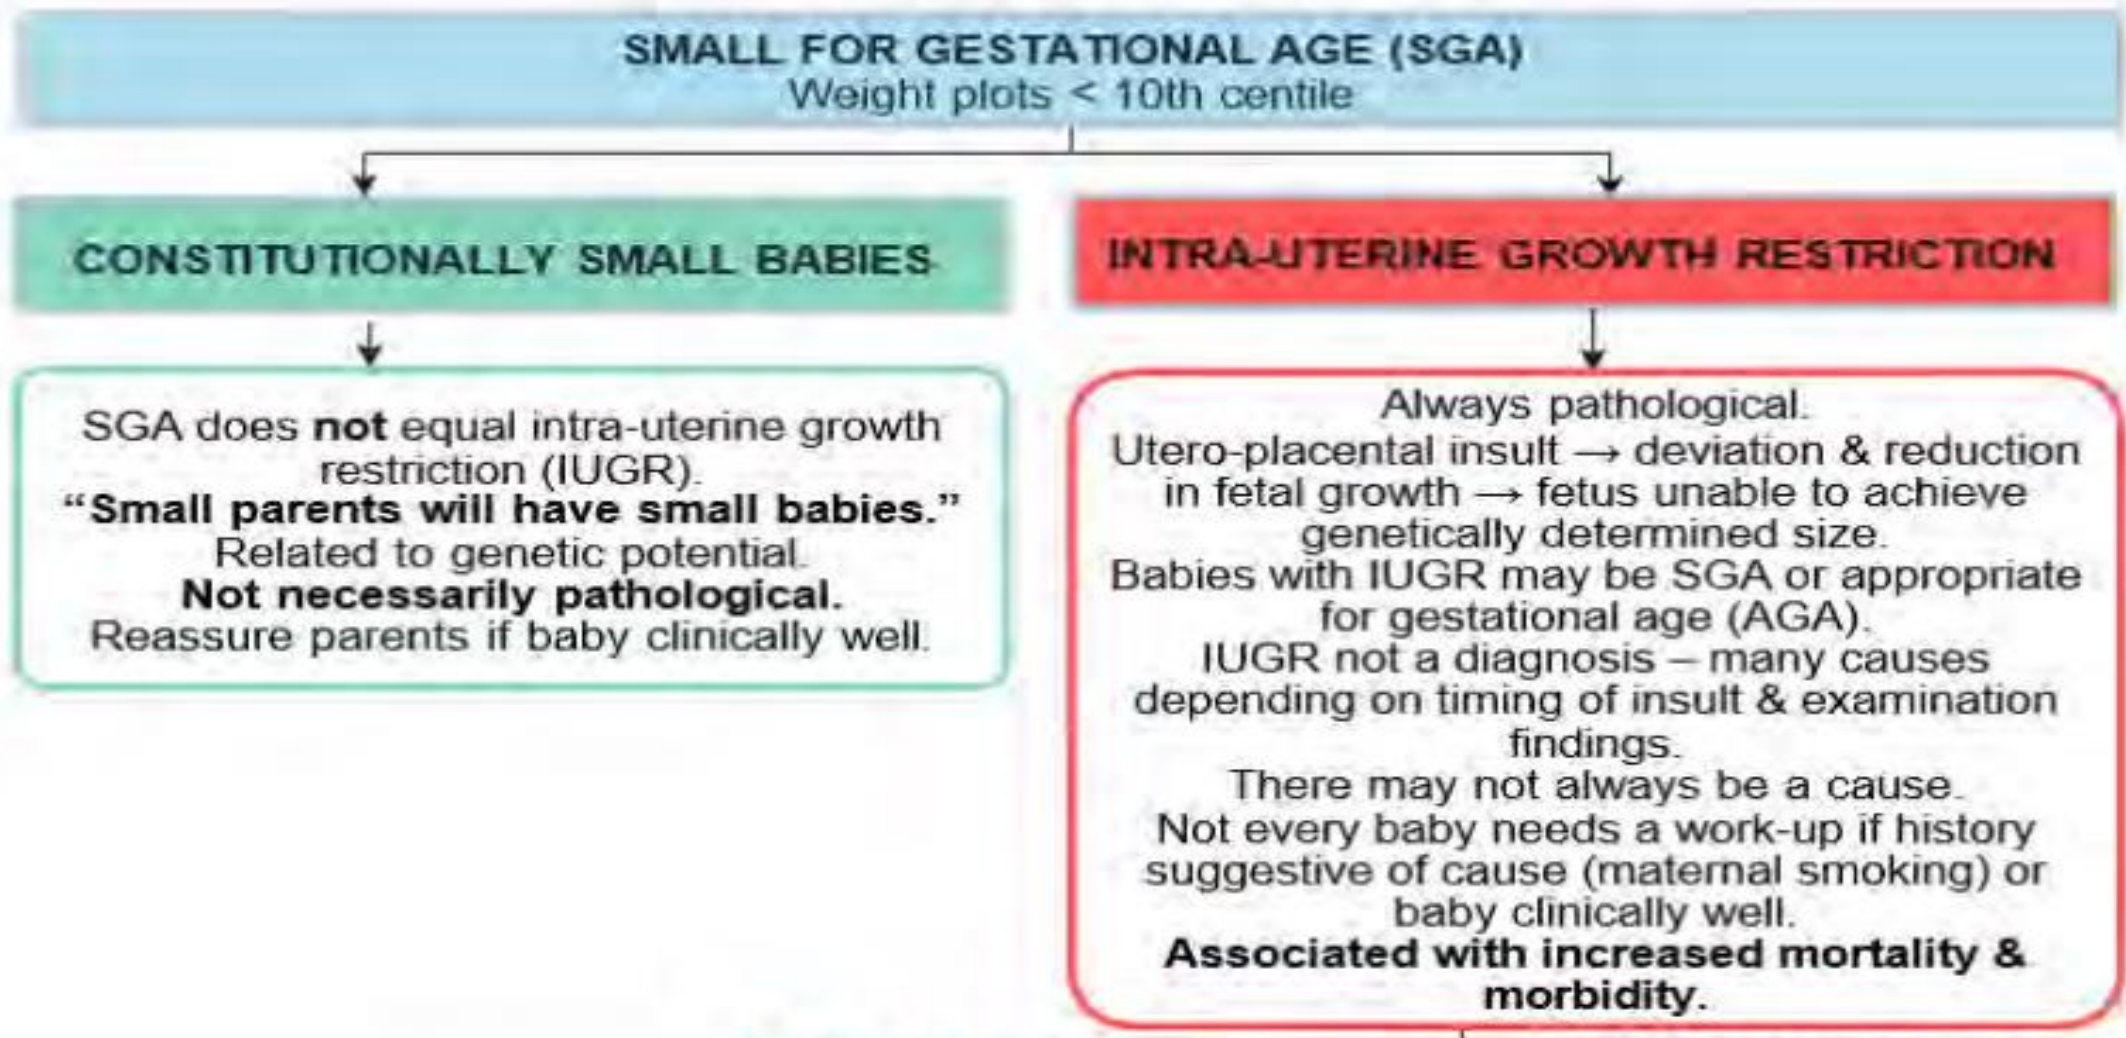 SMALL FOR GESTATIONAL AGE (SGA)
Weight plots < 10th centile
CONSTITUTIONALLY SMALL BABIES
SGA does not equal intra-uterine growth
restriction (IUGR).
“Small parents will have small babies.”
Related to genetic potential.
Not necessarily pathological.
Reassure parents if baby clinically well.
INTRA-UTERINE GROWTH RESTRICTION
Always pathological.
Utero-placental insult → deviation & reduction
in fetal growth → fetus unable to achieve
genetically determined size.
Babies with IUGR may be SGA or appropriate
for gestational age (AGA).
IUGR not a diagnosis – many causes
depending on timing of insult & examination
findings.
There may not always be a cause.
Not every baby needs a work-up if history
suggestive of cause (maternal smoking) or
baby clinically well.
Associated with increased mortality &
morbidity.